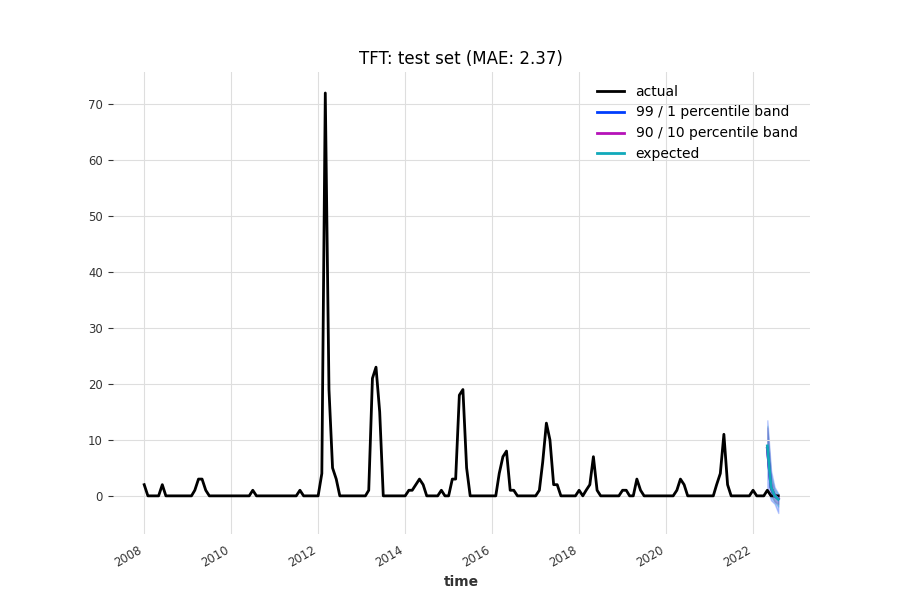 TFT: test set (MAE: 2.37)
actual
99 / 1 percentile band
90 / 10 percentile band
expected
70
60
50
40
30
20
10
0
2008
2010
2012
2014
2016
2018
2020
2022
time